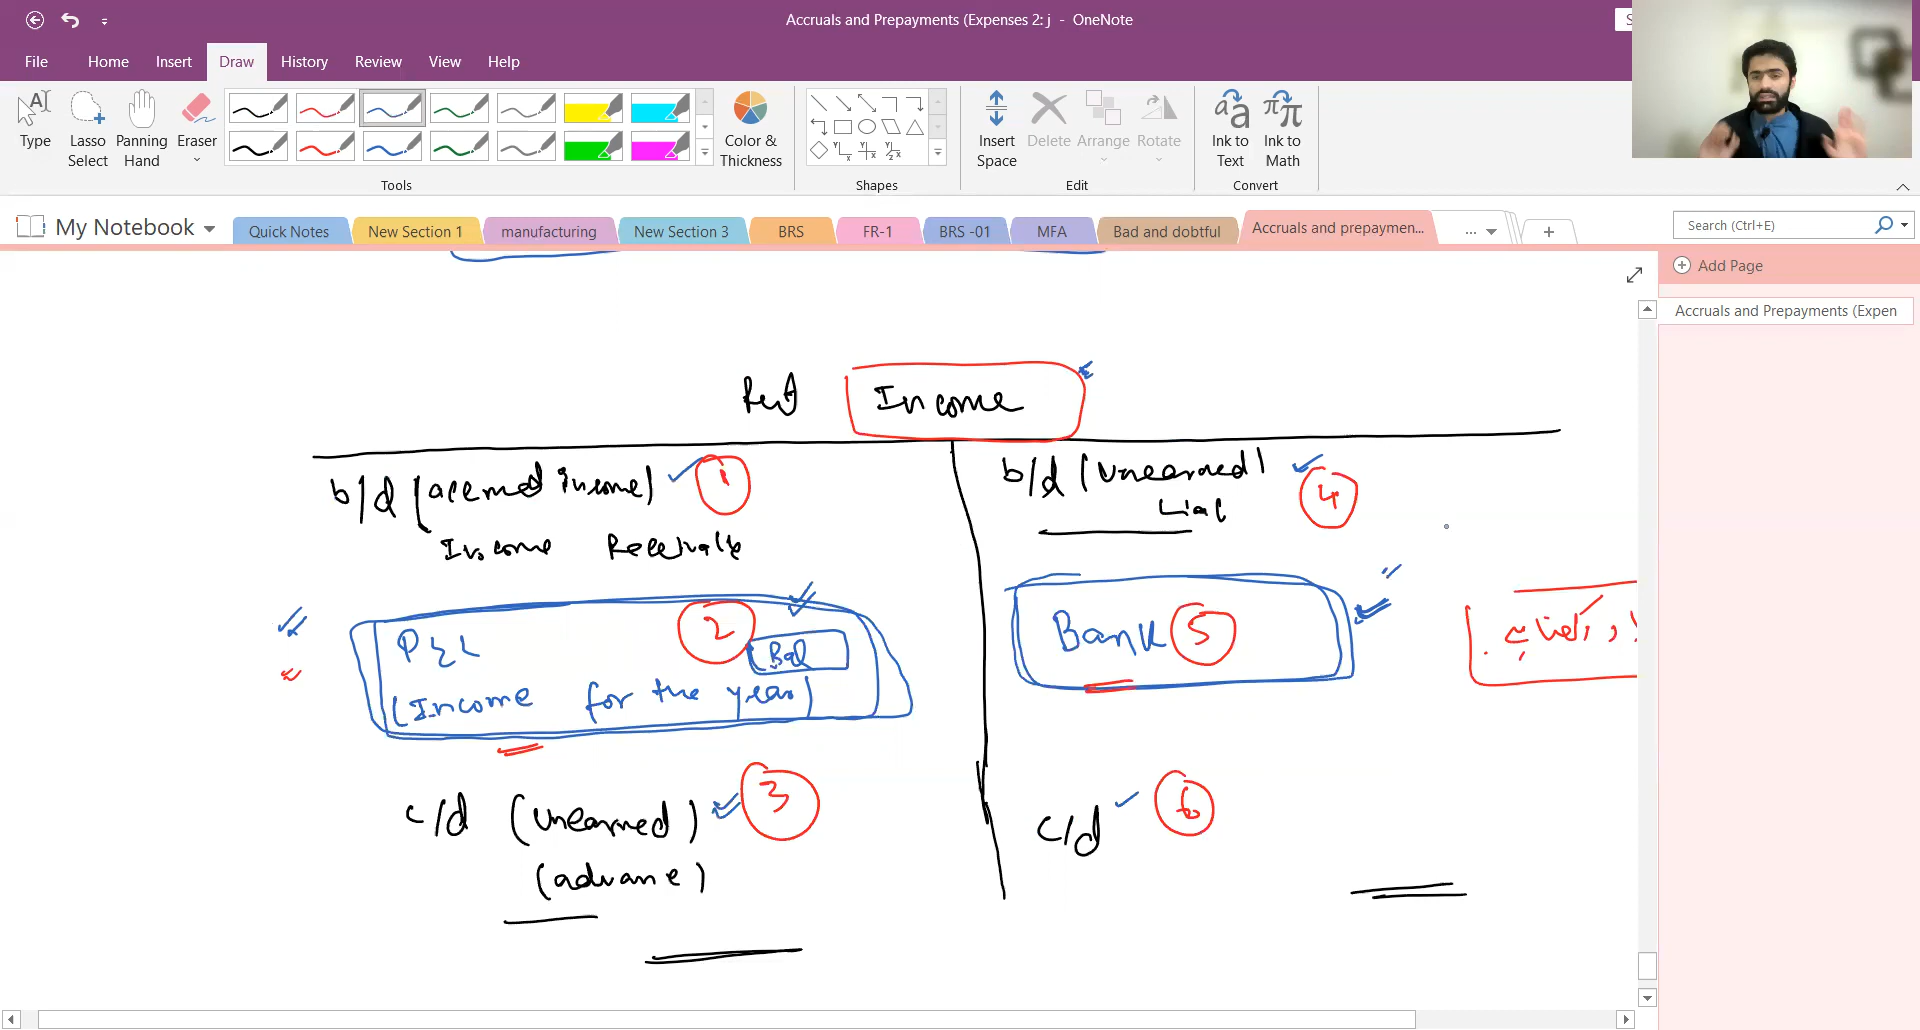 Accruals and Prepayments (Expenses 2: j - OneNote
File Home Insert Draw History Review View Help
Type
Lasso Select
Panning Hand
Eraser
Color & Thickness
Insert Space
Delete
Arrange
Rotate
Ink to Text
Ink to Math
Tools
Shapes
Edit
Convert
My Notebook
Quick Notes
New Section 1
manufacturing
New Section 3
BRS
FR-1
BRS -01
MFA
Bad and doubtful
Accruals and prepaymen...
...
Search (Ctrl+E)
Add Page
Accruals and Prepayments (Expen
Rent Income
b/d (accrued income) 1
Income Receivable
P&L 2 Bal
(Income for the year)
c/d (unearned) 3
(advance)
b/d (unearned) 4
Liab
Bank 5
c/d 6